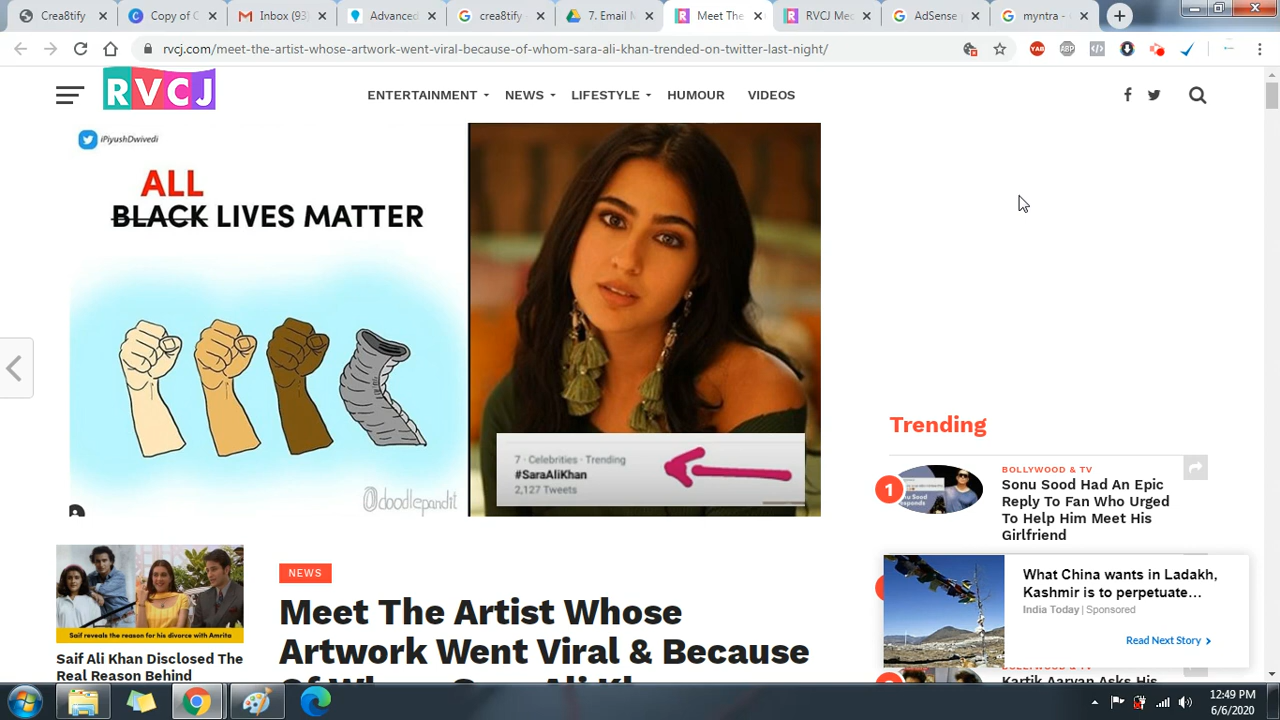 Crea8tify
Copy of C
Inbox (93)
Advanced
crea8tify
7. Email M
Meet The
RVCJ Med
AdSense
myntra - G
rvcj.com/meet-the-artist-whose-artwork-went-viral-because-of-whom-sara-ali-khan-trended-on-twitter-last-night/
YAB
ABP
RVCJ
ENTERTAINMENT
NEWS
LIFESTYLE
HUMOUR
VIDEOS
iPiyushDwivedi
ALL
BLACK LIVES MATTER
@doodlepandit
7 · Celebrities · Trending
#SaraAliKhan
2,127 Tweets
Trending
1
BOLLYWOOD & TV
Sonu Sood Had An Epic
Reply To Fan Who Urged
To Help Him Meet His
Girlfriend
What China wants in Ladakh,
Kashmir is to perpetuate...
India Today | Sponsored
Read Next Story
BOLLYWOOD & TV
Kartik Aaryan Asks His
Saif reveals the reason for his divorce with Amrita
Saif Ali Khan Disclosed The
Real Reason Behind
NEWS
Meet The Artist Whose
Artwork Went Viral & Because
12:49 PM
6/6/2020